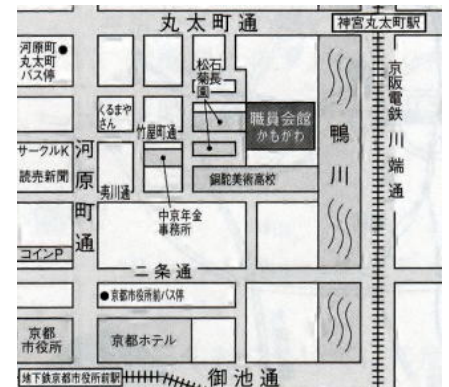 丸太町通
神宮丸太町駅
河原町
丸太町
バス停
松石
菊長
園
京阪電鉄
川端通
くるまや
さん
竹屋町通
職員会館
かもがわ
鴨川
サークルK
読売新聞
河原町通
夷川通
銅駝美術高校
中京年金
事務所
コインP
二条通
京都市役所前バス停
京都
市役所
京都ホテル
地下鉄京都市役所前駅
御池通